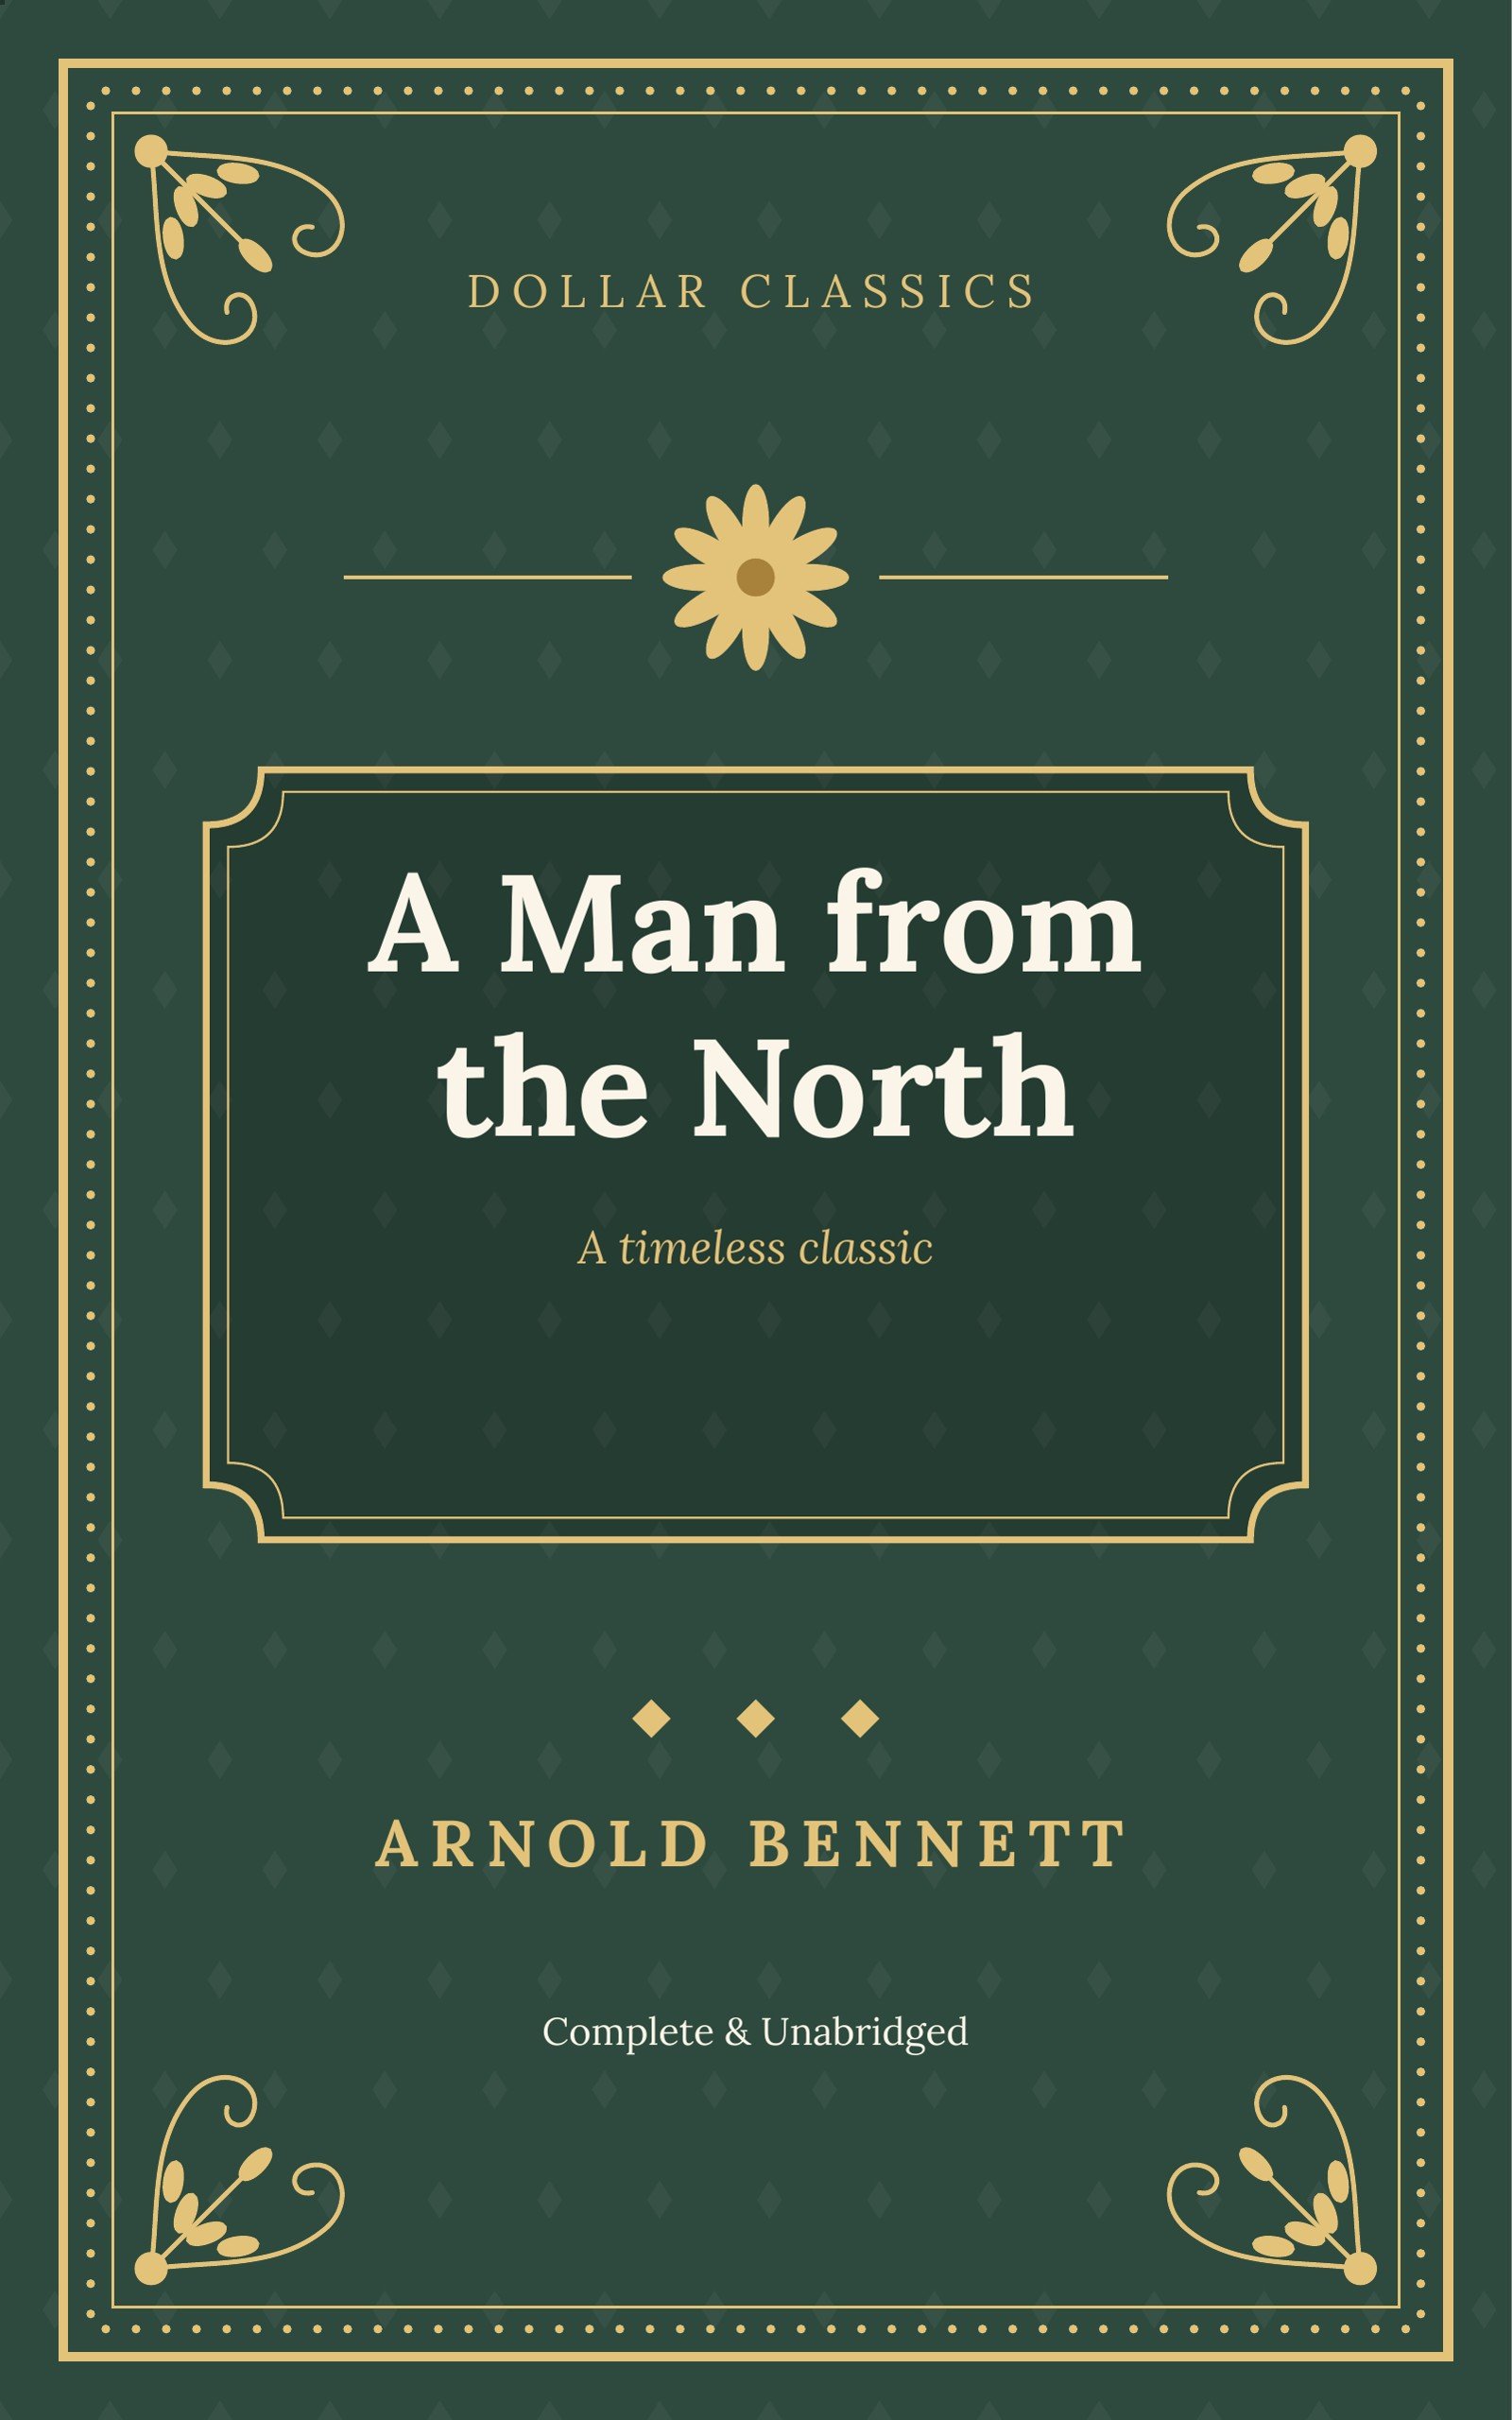 DOLLAR CLASSICS
A Man from
the North
A timeless classic
ARNOLD BENNETT
Complete & Unabridged